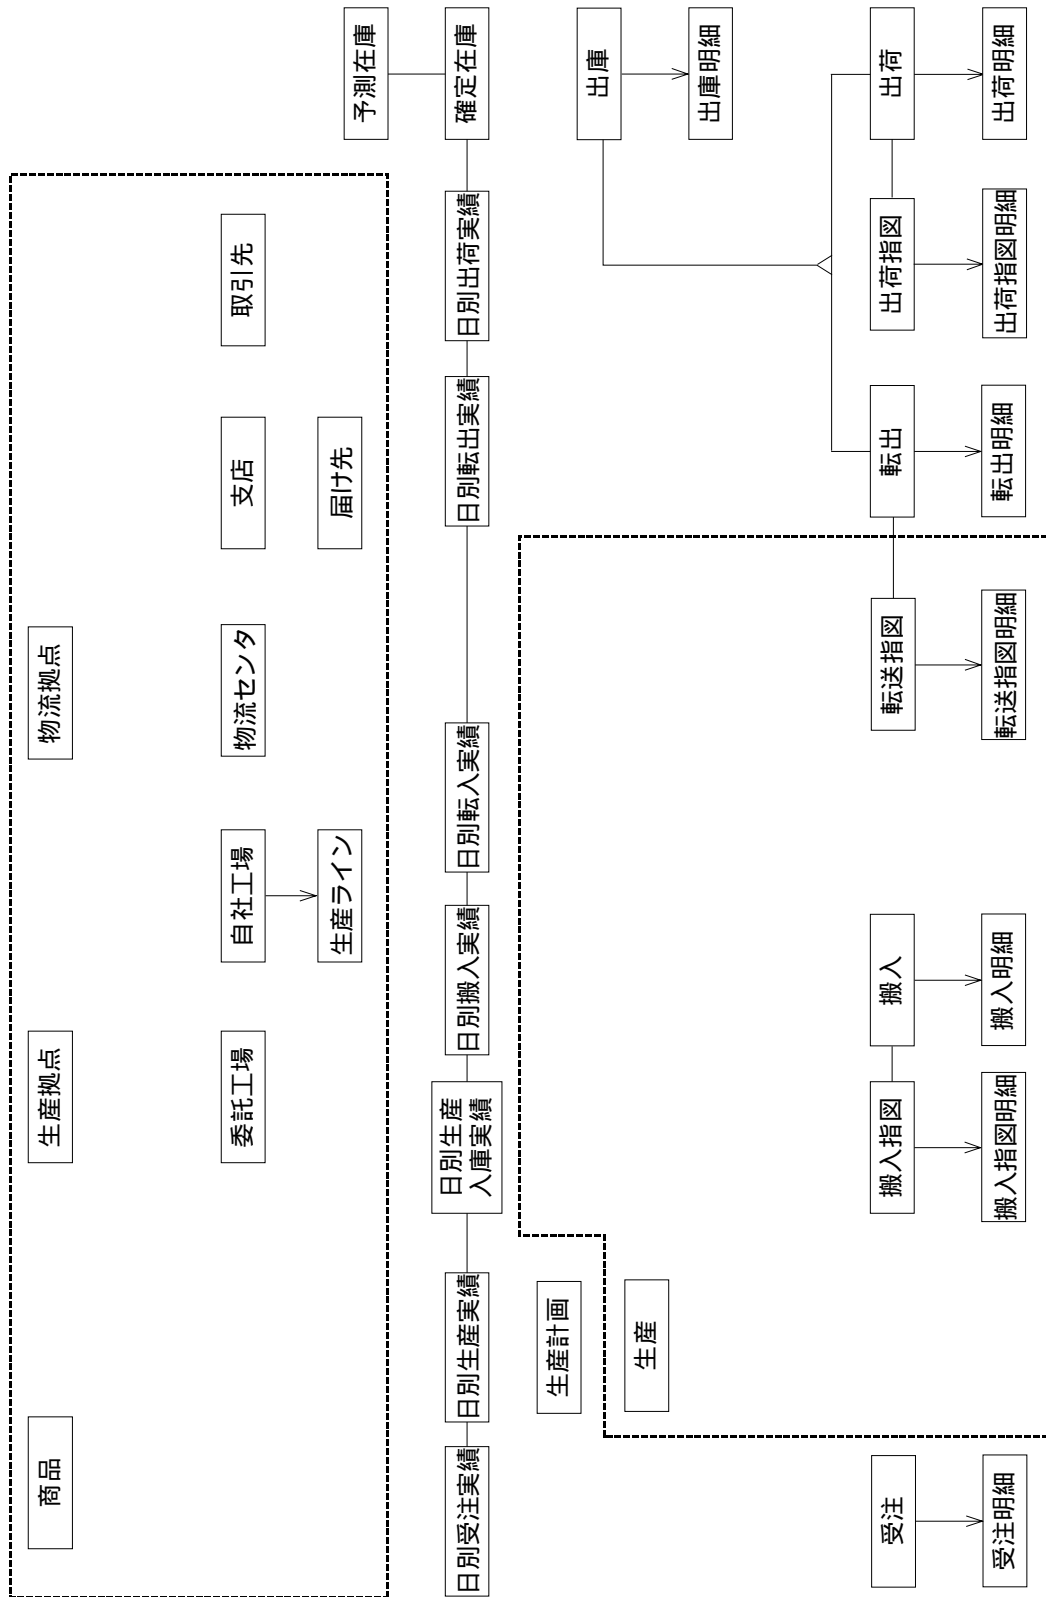 商品
生産拠点
物流拠点
委託工場
自社工場
物流センタ
支店
取引先
生産ライン
届け先
予測在庫
日別受注実績
日別生産実績
日別生産
入庫実績
日別搬入実績
日別転入実績
日別転出実績
日別出荷実績
確定在庫
生産計画
出庫
生産
出庫明細
受注
搬入指図
搬入
転送指図
転出
出荷指図
出荷
受注明細
搬入指図明細
搬入明細
転送指図明細
転出明細
出荷指図明細
出荷明細